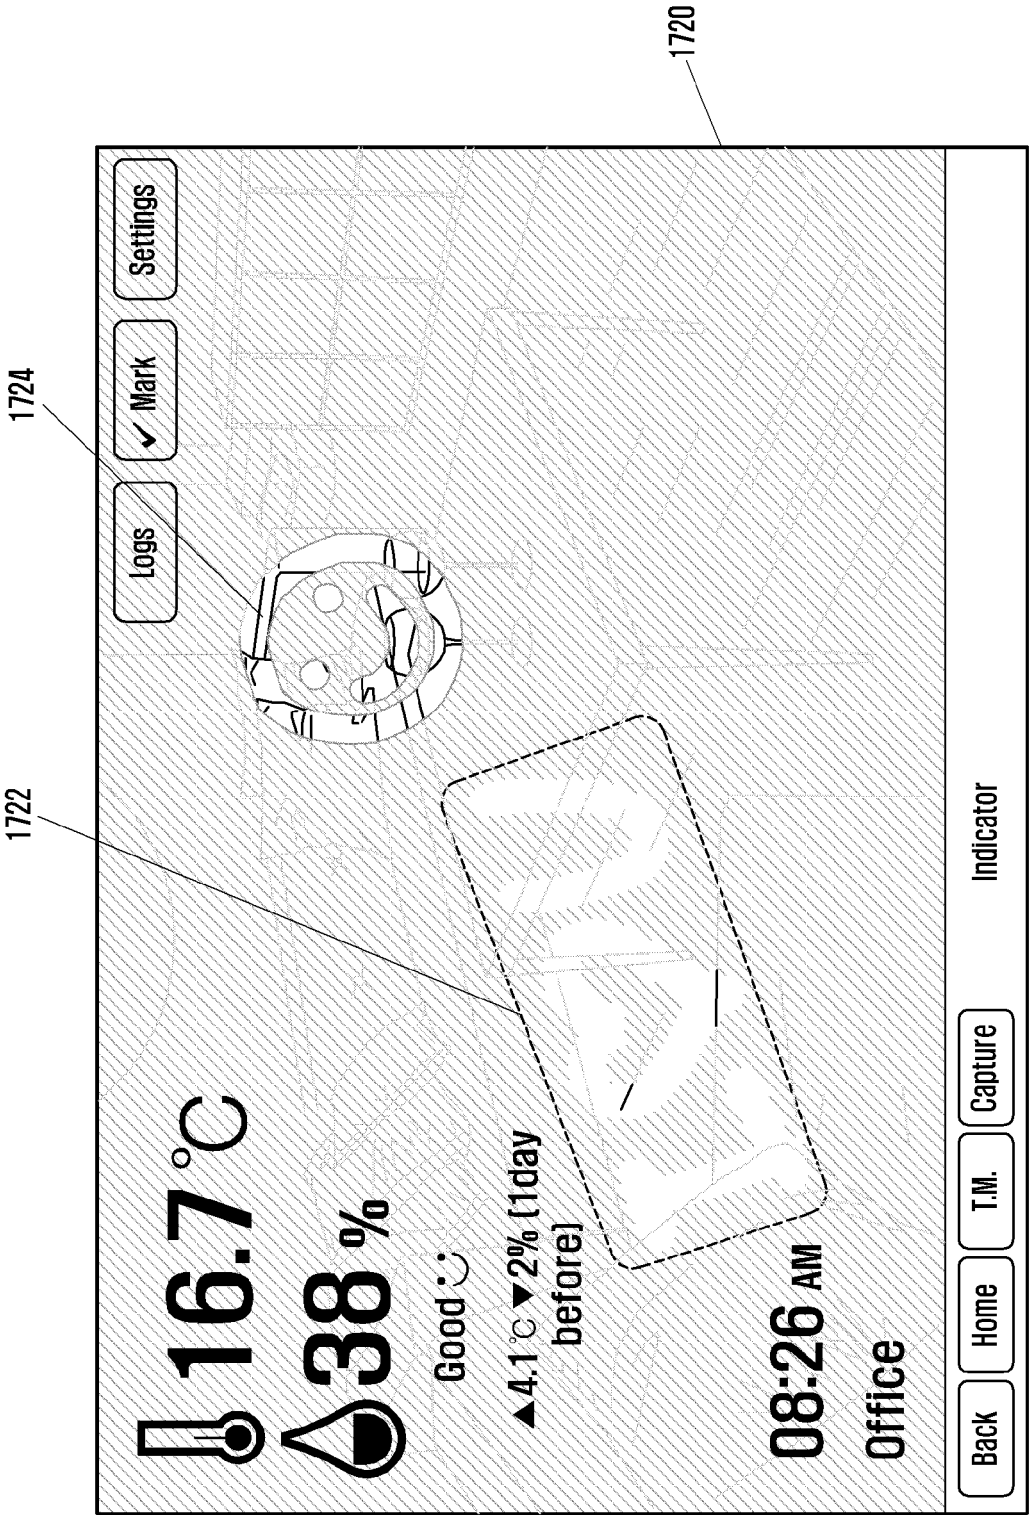 1720
1724
1722
Logs
✓ Mark
Settings
16.7°C
38%
Good
▲4.1℃ ▼2% (1day
before)
08:26 AM
Office
Back
Home
T.M.
Capture
Indicator